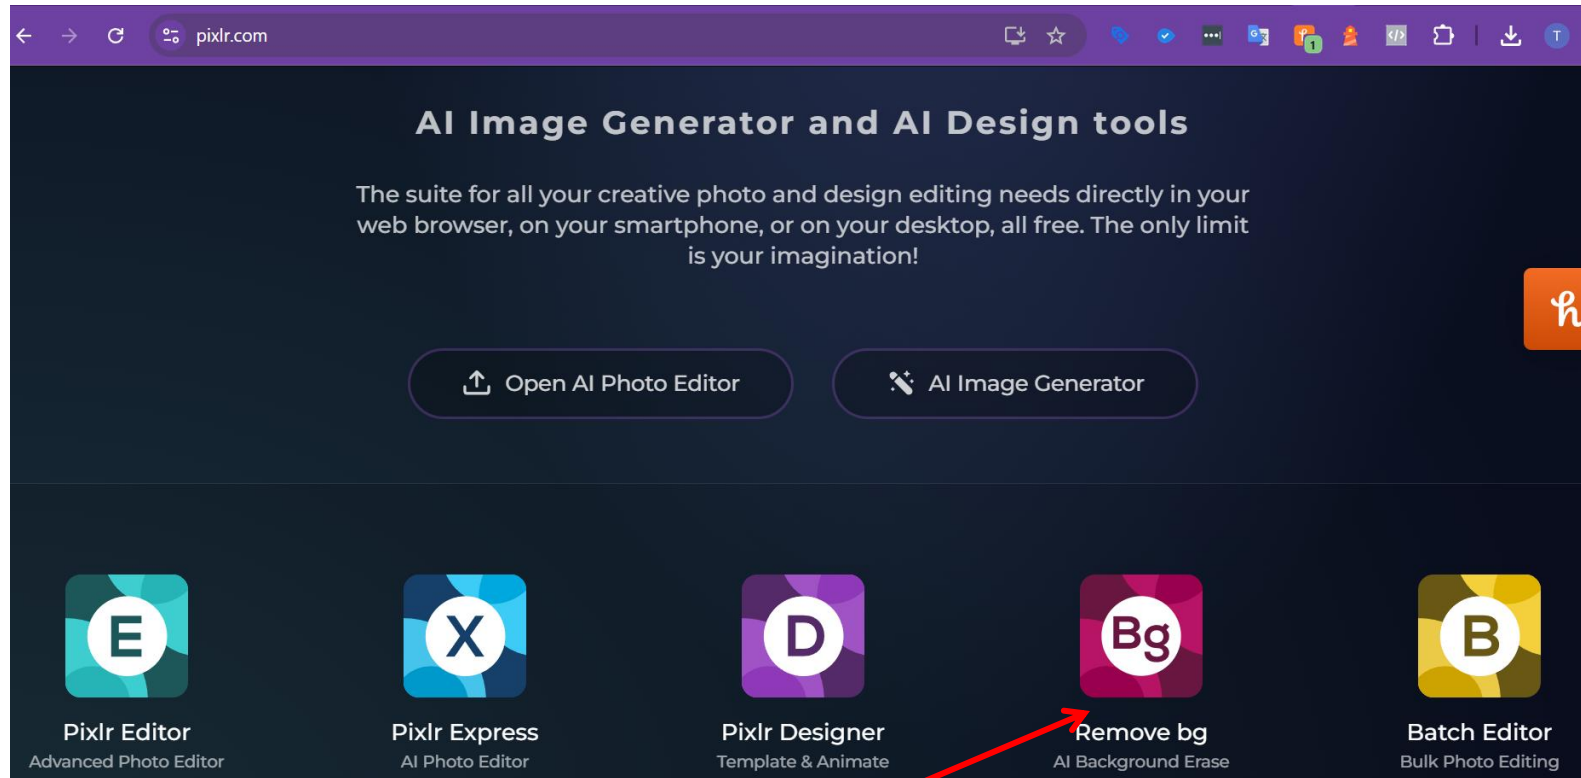 pixlr.com
1
T
AI Image Generator and AI Design tools
The suite for all your creative photo and design editing needs directly in your
web browser, on your smartphone, or on your desktop, all free. The only limit
is your imagination!
h
Open AI Photo Editor
AI Image Generator
E
X
D
Bg
B
Pixlr Editor
Advanced Photo Editor
Pixlr Express
AI Photo Editor
Pixlr Designer
Template & Animate
Remove bg
AI Background Erase
Batch Editor
Bulk Photo Editing